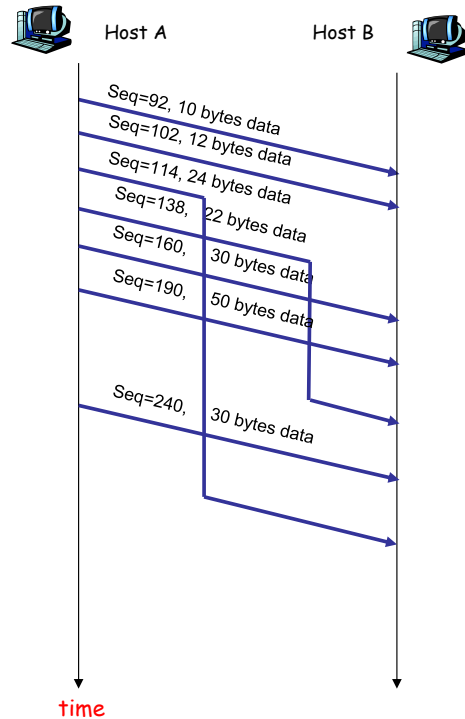 Host A
Host B
Seq=92, 10 bytes data
Seq=102, 12 bytes data
Seq=114, 24 bytes data
Seq=138, 22 bytes data
Seq=160, 30 bytes data
Seq=190, 50 bytes data
Seq=240, 30 bytes data
time